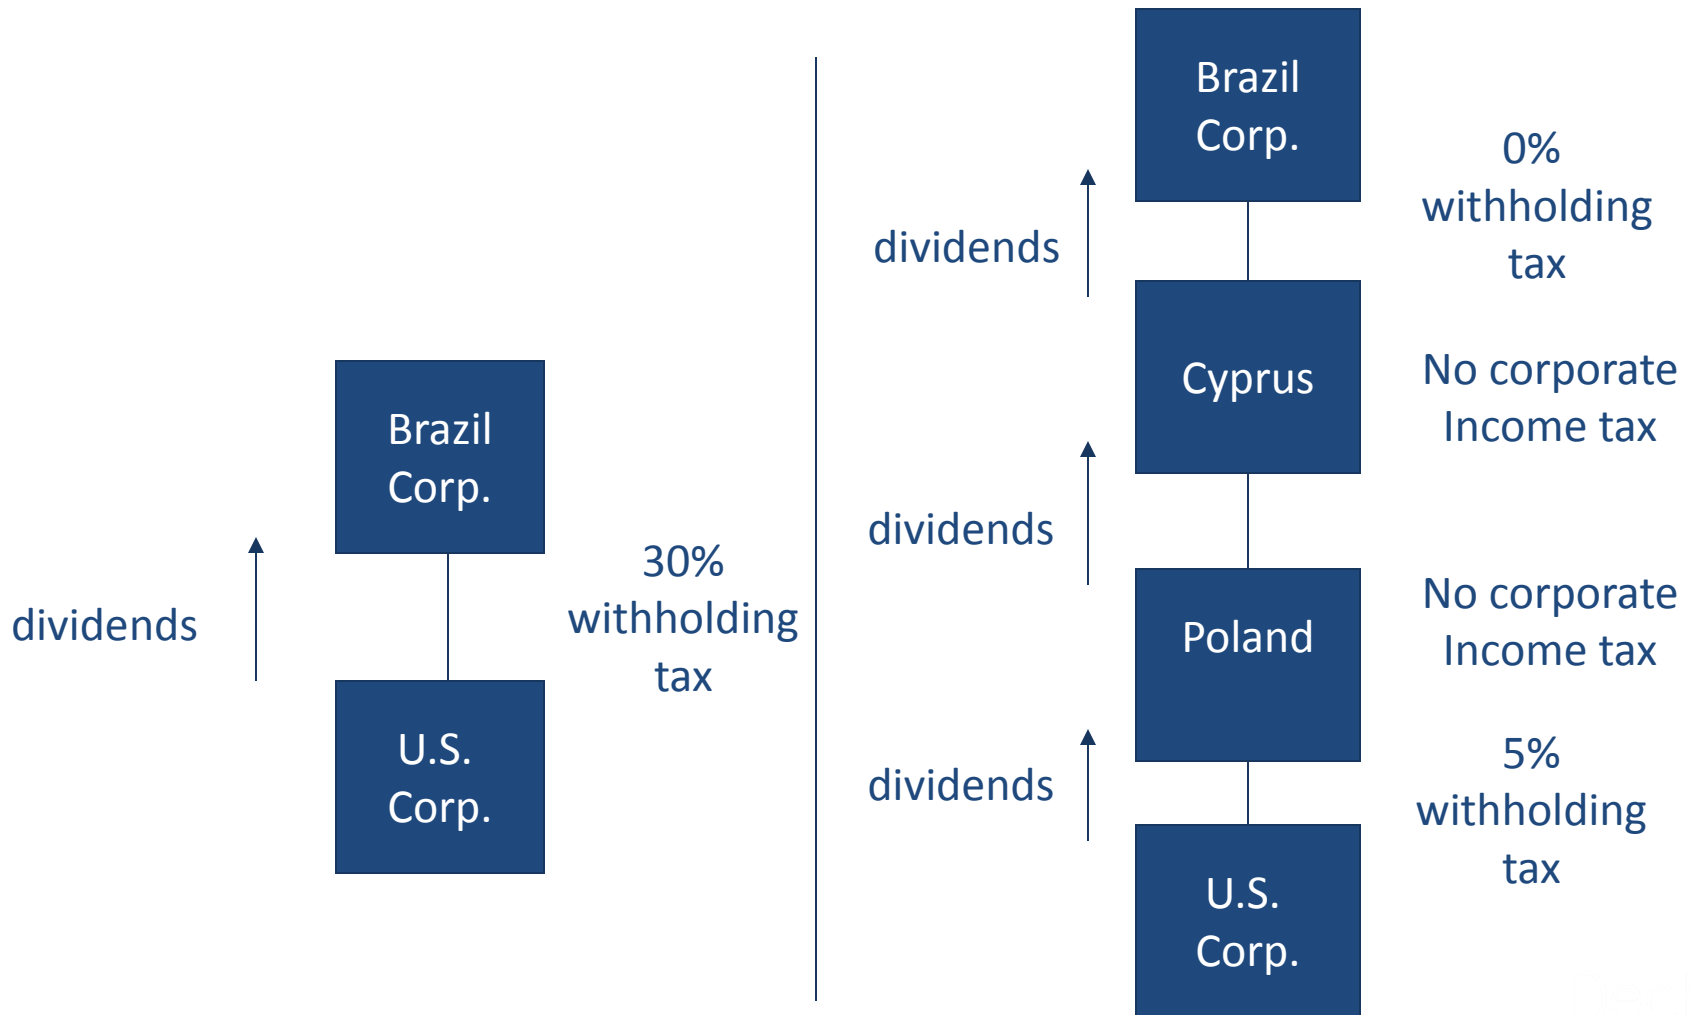 Brazil
Corp.
dividends
30%
withholding
tax
U.S.
Corp.
Brazil
Corp.
0%
withholding
tax
dividends
Cyprus
No corporate
Income tax
dividends
Poland
No corporate
Income tax
dividends
5%
withholding
tax
U.S.
Corp.